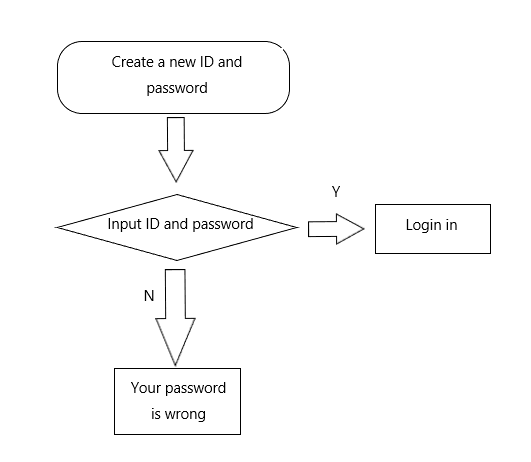 Create a new ID and
password
Y
Input ID and password
Login in
N
Your password
is wrong